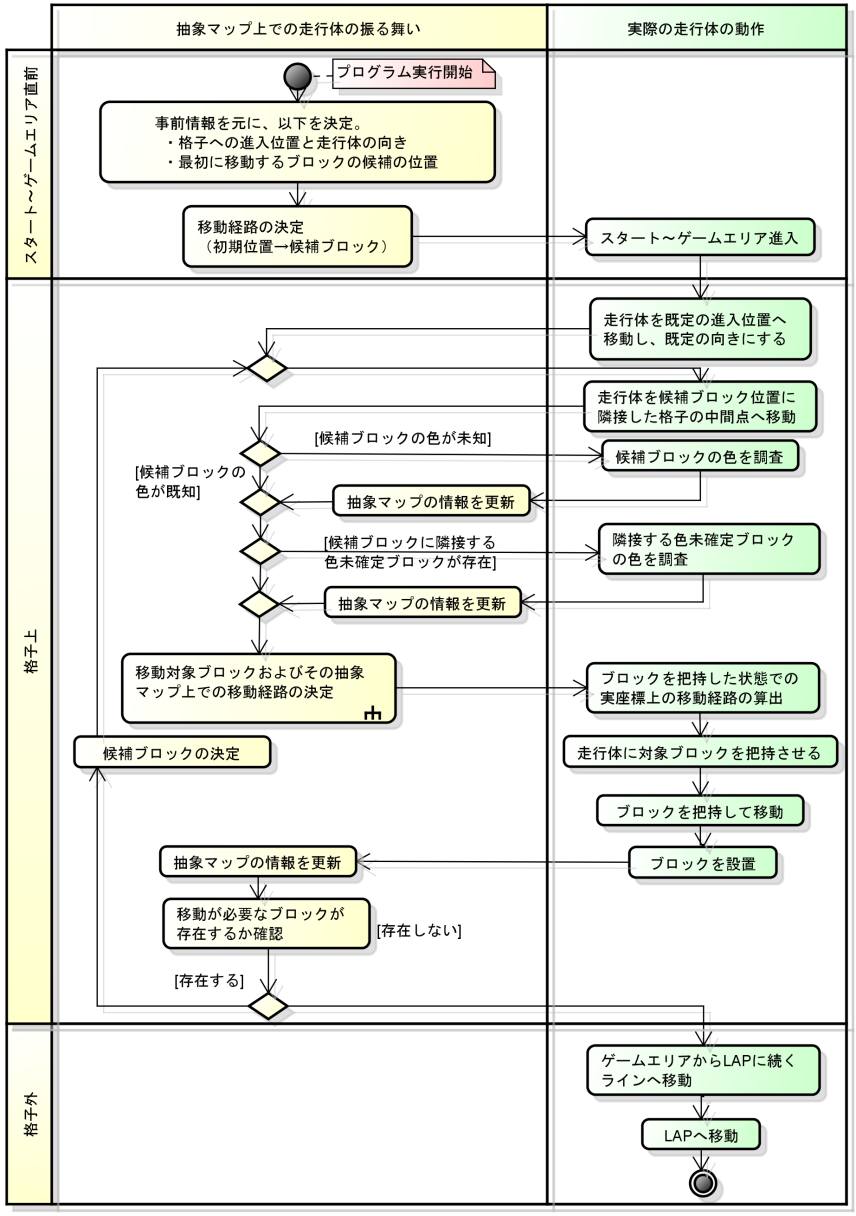 抽象マップ上での走行体の振る舞い
実際の走行体の動作
スタート～ゲームエリア直前
プログラム実行開始
事前情報を元に、以下を決定。
・格子への進入位置と走行体の向き
・最初に移動するブロックの候補の位置
移動経路の決定
（初期位置→候補ブロック）
スタート～ゲームエリア進入
格子上
走行体を既定の進入位置へ
移動し、既定の向きにする
走行体を候補ブロック位置に
隣接した格子の中間点へ移動
[候補ブロックの色が未知]
候補ブロックの色を調査
[候補ブロックの
色が既知]
抽象マップの情報を更新
[候補ブロックに隣接する
色未確定ブロックが存在]
隣接する色未確定ブロック
の色を調査
抽象マップの情報を更新
移動対象ブロックおよびその抽象
マップ上での移動経路の決定
ブロックを把持した状態での
実座標上の移動経路の算出
候補ブロックの決定
走行体に対象ブロックを把持させる
ブロックを把持して移動
抽象マップの情報を更新
ブロックを設置
移動が必要なブロックが
存在するか確認
[存在しない]
[存在する]
格子外
ゲームエリアからLAPに続く
ラインへ移動
LAPへ移動